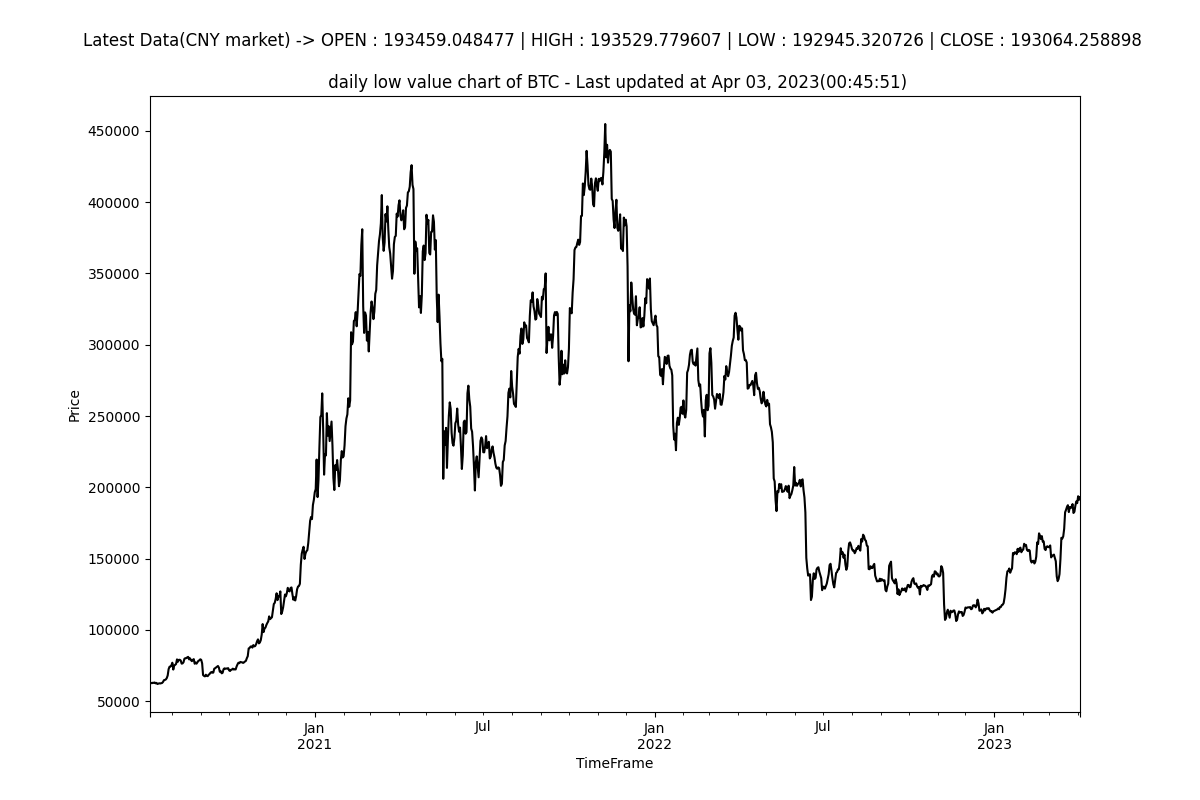 Latest Data(CNY market) -> OPEN : 193459.048477 | HIGH : 193529.779607 | LOW : 192945.320726 | CLOSE : 193064.258898
daily low value chart of BTC - Last updated at Apr 03, 2023(00:45:51)
450000
400000
350000
300000
250000
200000
150000
100000
50000
Price
Jan Jul Jan Jul Jan
2021 2022 2023
TimeFrame